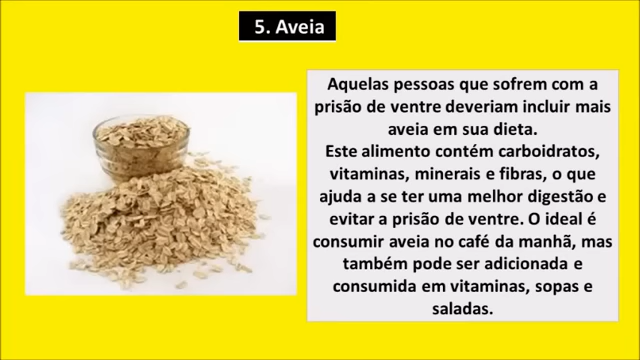 5. Aveia
Aquelas pessoas que sofrem com a
prisão de ventre deveriam incluir mais
aveia em sua dieta.
Este alimento contém carboidratos,
vitaminas, minerais e fibras, o que
ajuda a se ter uma melhor digestão e
evitar a prisão de ventre. O ideal é
consumir aveia no café da manhã, mas
também pode ser adicionada e
consumida em vitaminas, sopas e
saladas.